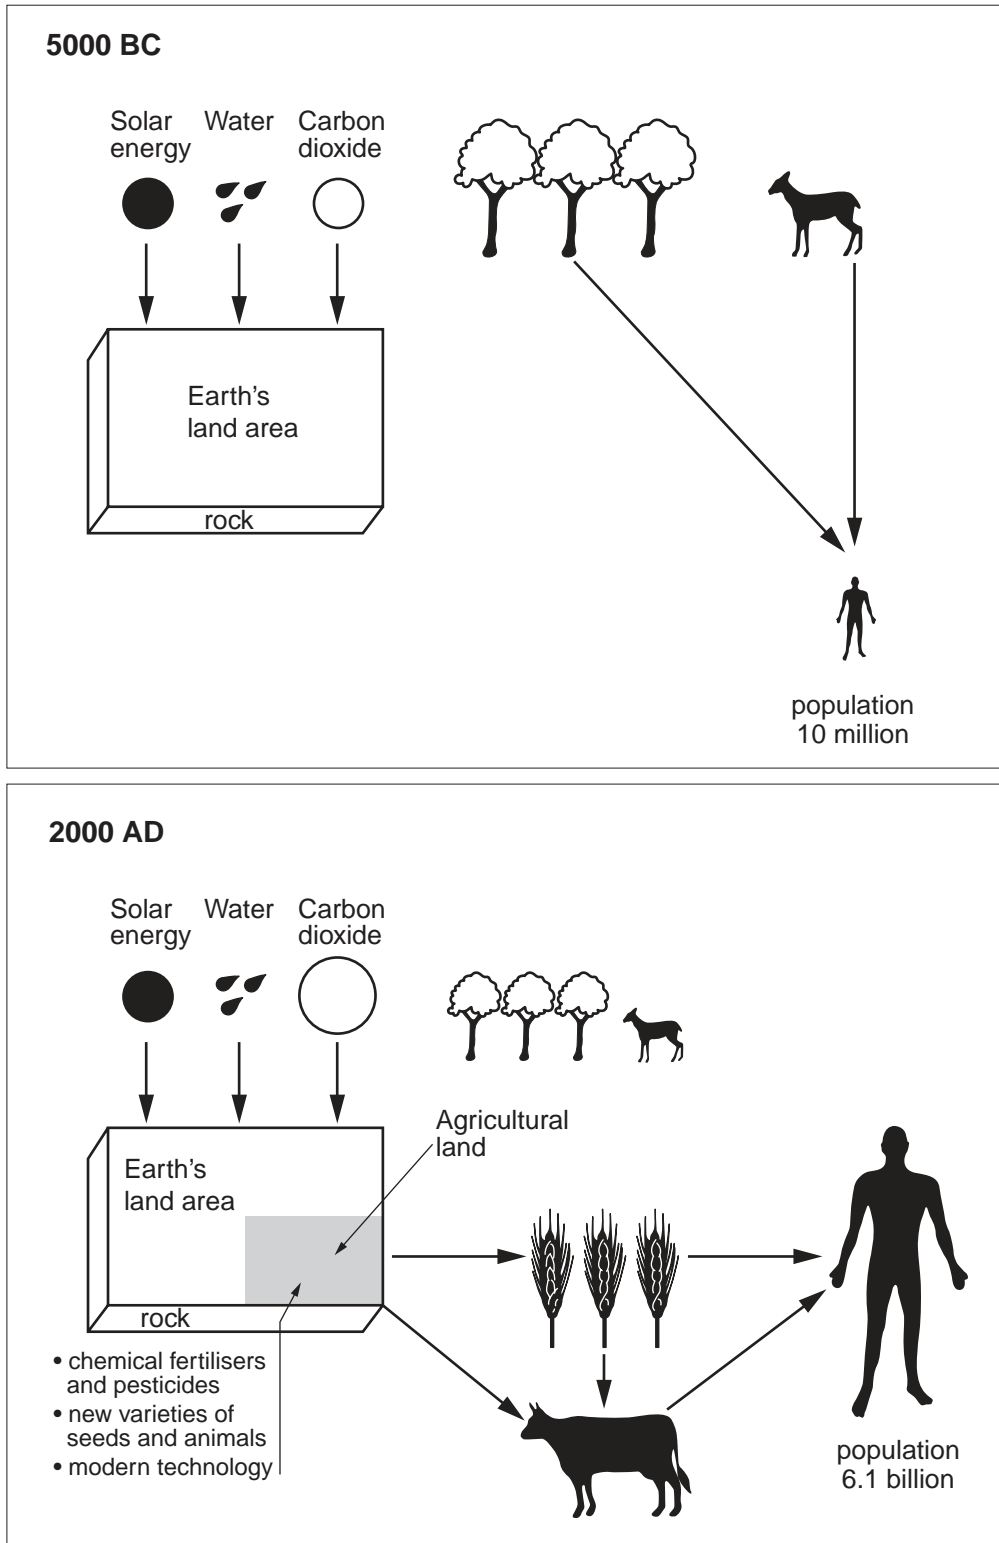 5000 BC
Solar energy
Water
Carbon dioxide
Earth's
land area
rock
population
10 million
2000 AD
Solar energy
Water
Carbon dioxide
Agricultural
land
Earth's
land area
rock
• chemical fertilisers
and pesticides
• new varieties of
seeds and animals
• modern technology
population
6.1 billion